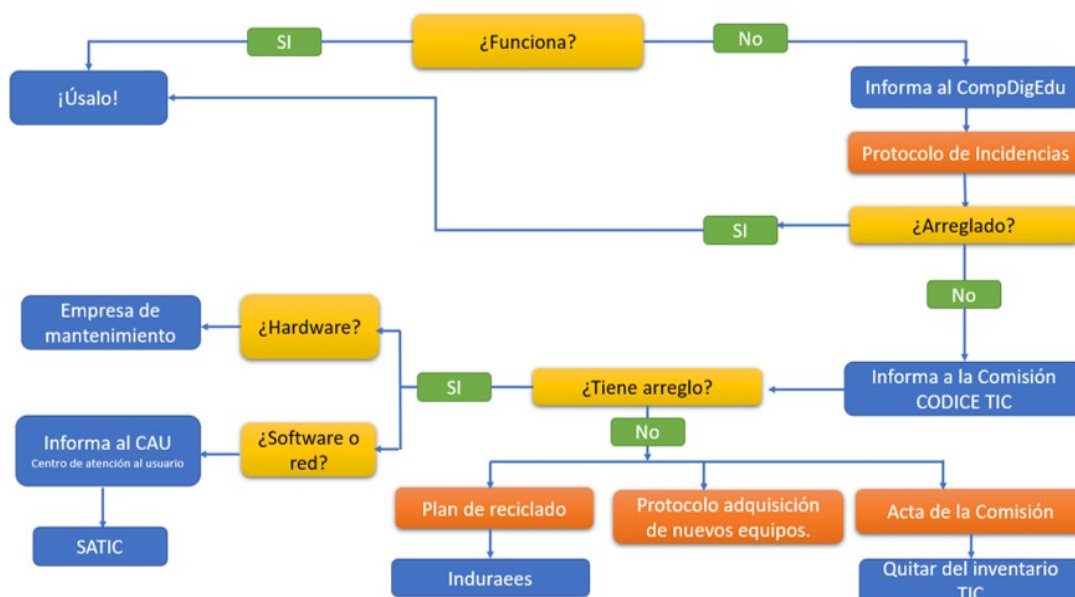 SI
¿Funciona?
No
¡Úsalo!
Informa al CompDigEdu
Protocolo de Incidencias
SI
¿Arreglado?
No
Empresa de
mantenimiento
¿Hardware?
SI
¿Tiene arreglo?
Informa a la Comisión
CODICE TIC
Informa al CAU
Centro de atención al usuario
¿Software o
red?
No
Plan de reciclado
Protocolo adquisición
de nuevos equipos.
Acta de la Comisión
SATIC
Induraees
Quitar del inventario
TIC